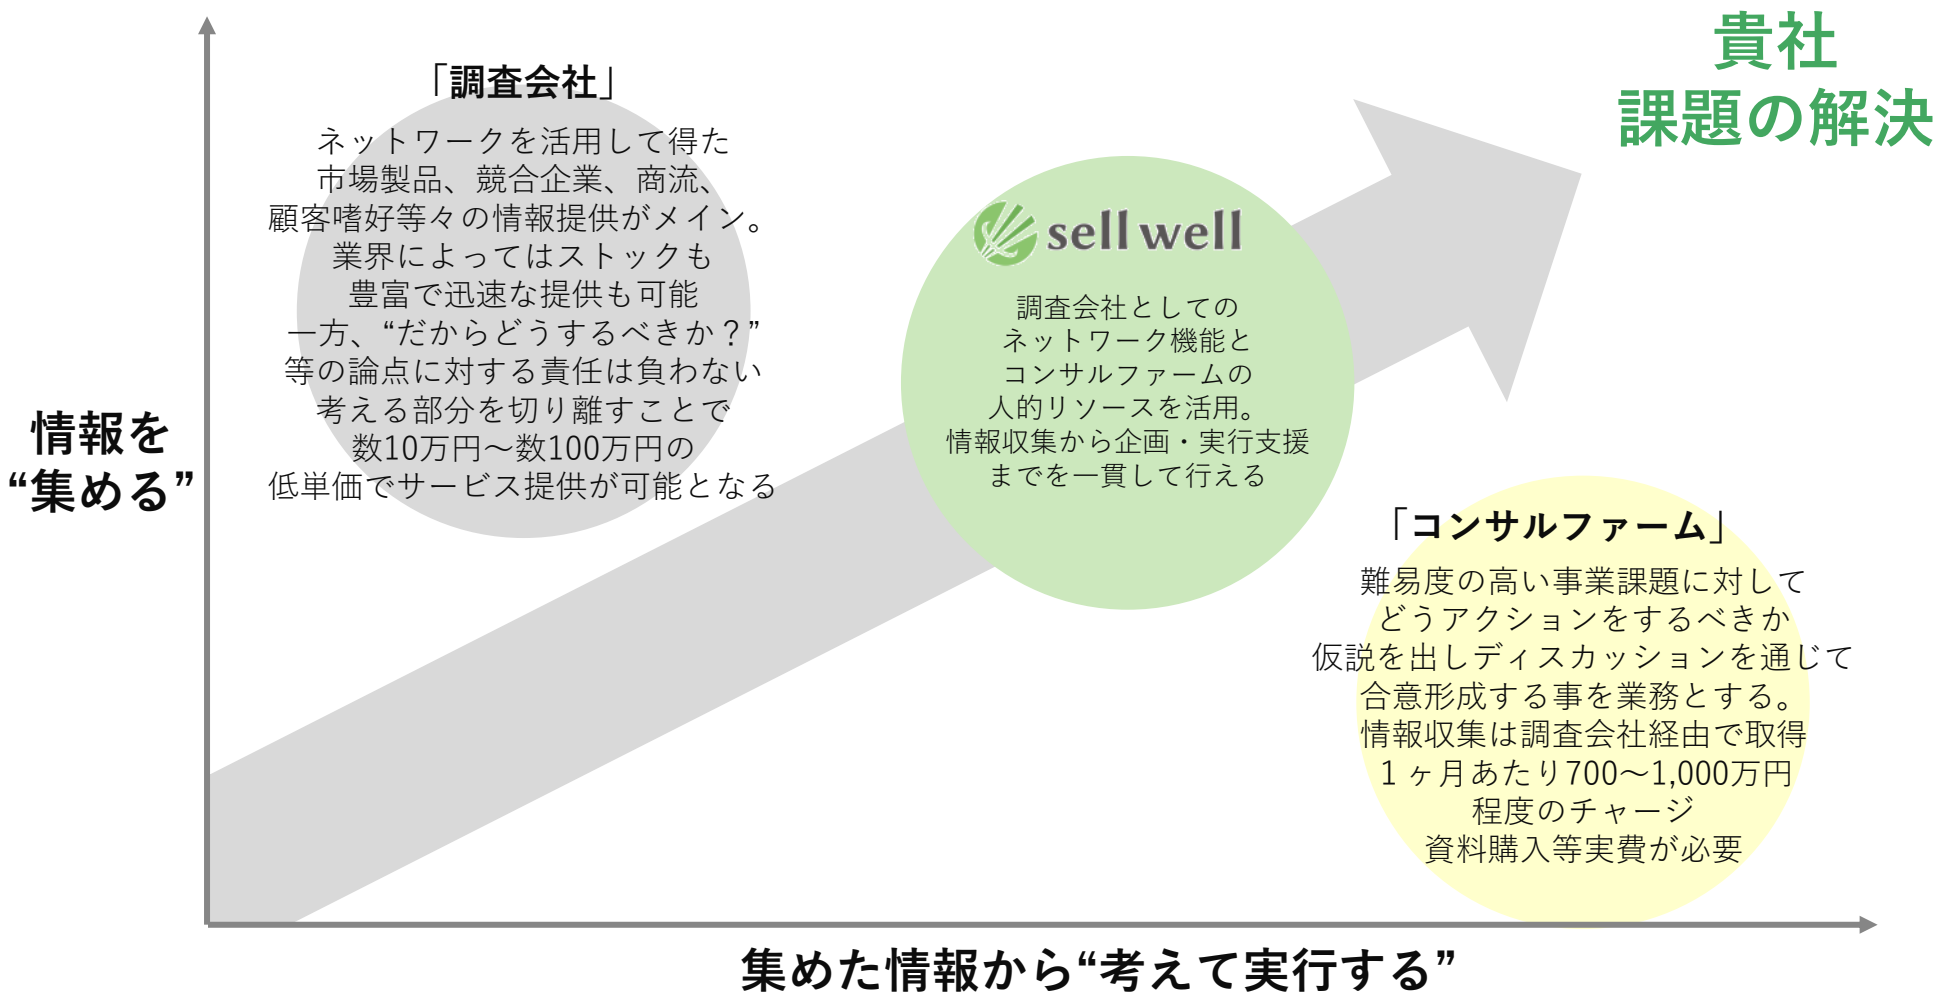 貴社
課題の解決
「調査会社」
ネットワークを活用して得た
市場製品、競合企業、商流、
顧客嗜好等々の情報提供がメイン。
業界によってはストックも
豊富で迅速な提供も可能
一方、“だからどうするべきか？”
等の論点に対する責任は負わない
考える部分を切り離すことで
数10万円～数100万円の
低単価でサービス提供が可能となる
sell well
調査会社としての
ネットワーク機能と
コンサルファームの
人的リソースを活用。
情報収集から企画・実行支援
までを一貫して行える
情報を
“集める”
「コンサルファーム」
難易度の高い事業課題に対して
どうアクションをするべきか
仮説を出しディスカッションを通じて
合意形成する事を業務とする。
情報収集は調査会社経由で取得
１ヶ月あたり700～1,000万円
程度のチャージ
資料購入等実費が必要
集めた情報から“考えて実行する”